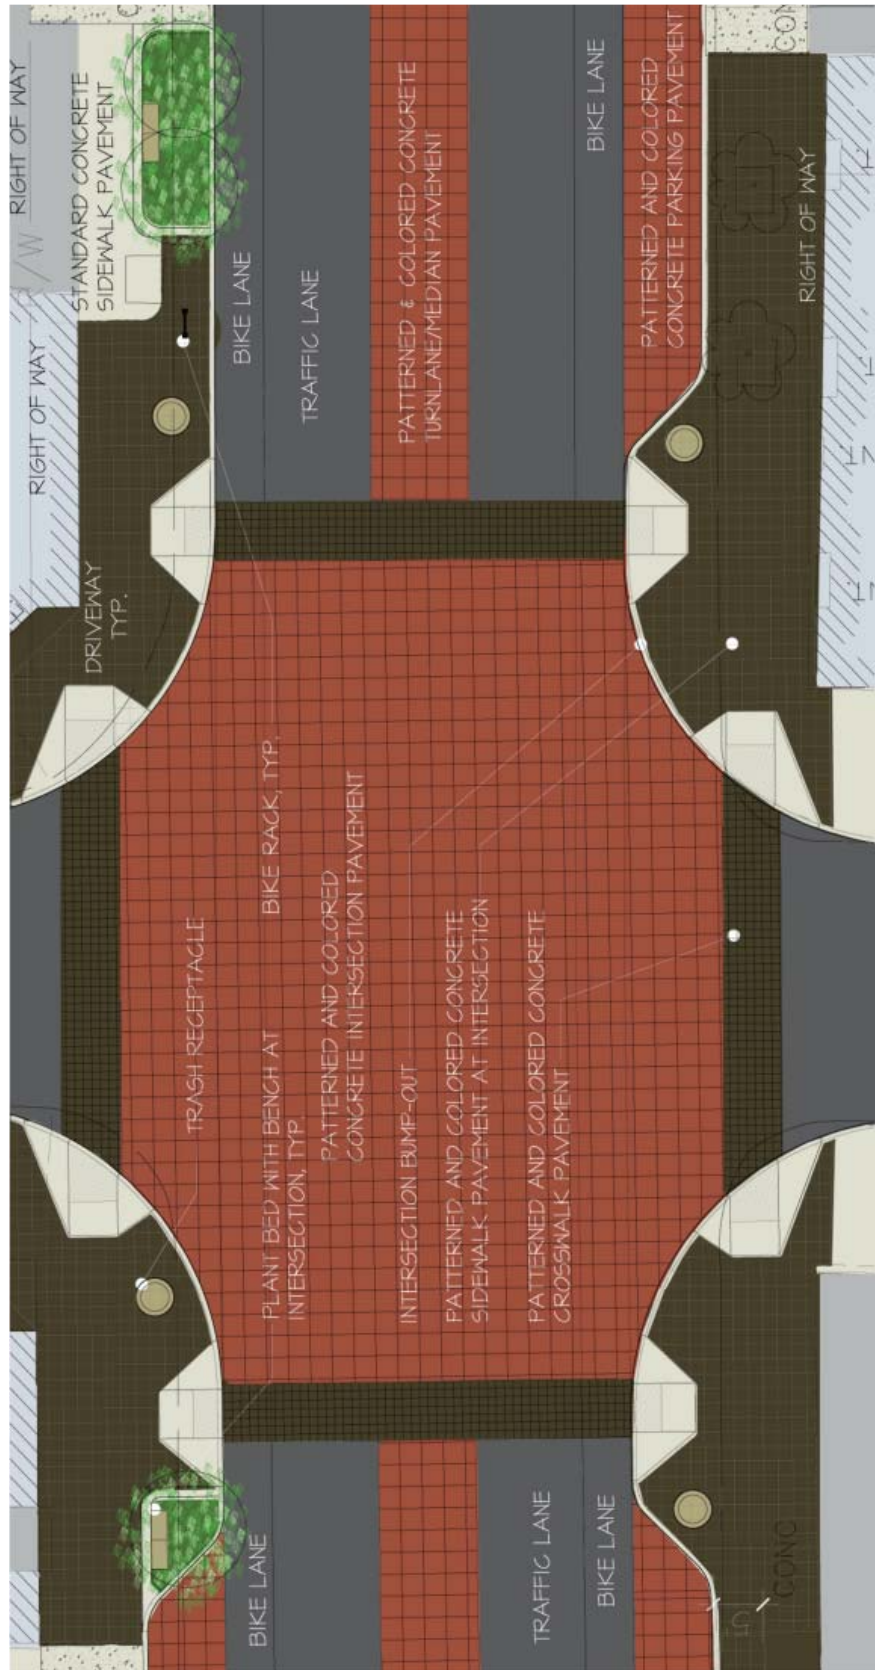 RIGHT OF WAY
STANDARD CONCRETE
SIDEWALK PAVEMENT
RIGHT OF WAY
DRIVEWAY
TYP.
BIKE LANE
TRAFFIC LANE
PATTERNED & COLORED CONCRETE
TURNLANE/MEDIAN PAVEMENT
BIKE LANE
PATTERNED AND COLORED
CONCRETE PARKING PAVEMENT
RIGHT OF WAY
TRASH RECEPTACLE
BIKE RACK, TYP.
PLANT BED WITH BENCH AT
INTERSECTION, TYP.
PATTERNED AND COLORED
CONCRETE INTERSECTION PAVEMENT
INTERSECTION BUMP-OUT
PATTERNED AND COLORED CONCRETE
SIDEWALK PAVEMENT AT INTERSECTION
PATTERNED AND COLORED CONCRETE
CROSSWALK PAVEMENT
BIKE LANE
TRAFFIC LANE
BIKE LANE
CONC
5